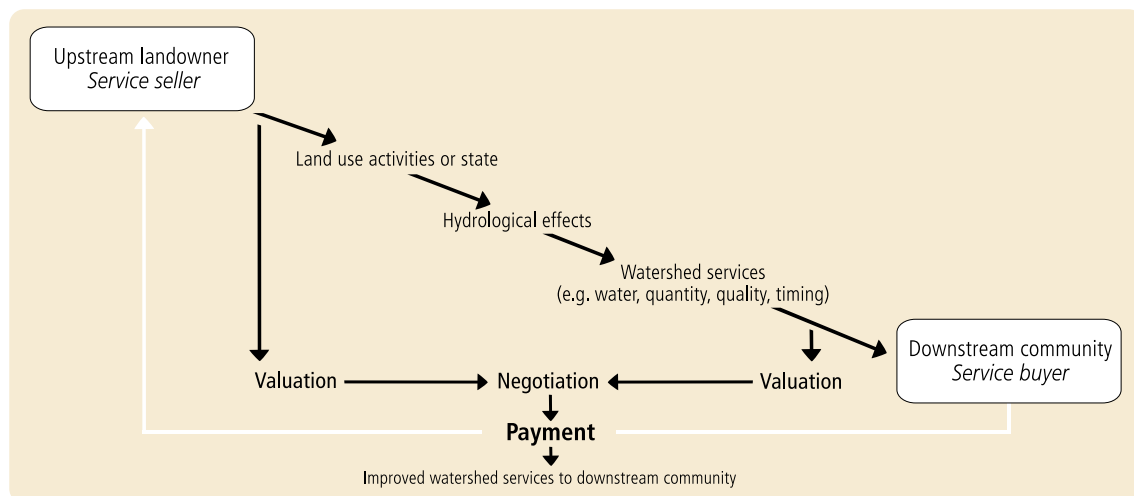 Upstream landowner
Service seller
Land use activities or state
Hydrological effects
Watershed services
(e.g. water, quantity, quality, timing)
Downstream community
Service buyer
Valuation
Negotiation
Valuation
Payment
Improved watershed services to downstream community